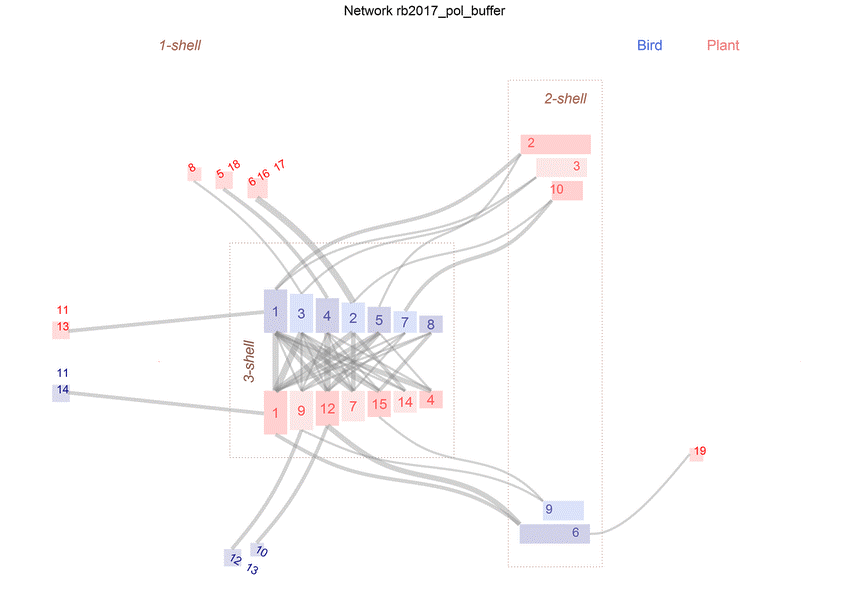 Network rb2017_pol_buffer
1-shell
Bird
Plant
2-shell
2
3
10
8
5 18
6 16 17
11
13
1 3 4 2 5 7 8
3-shell
11
14
1 9 12 7 15 14 4
19
9
6
12 13
10